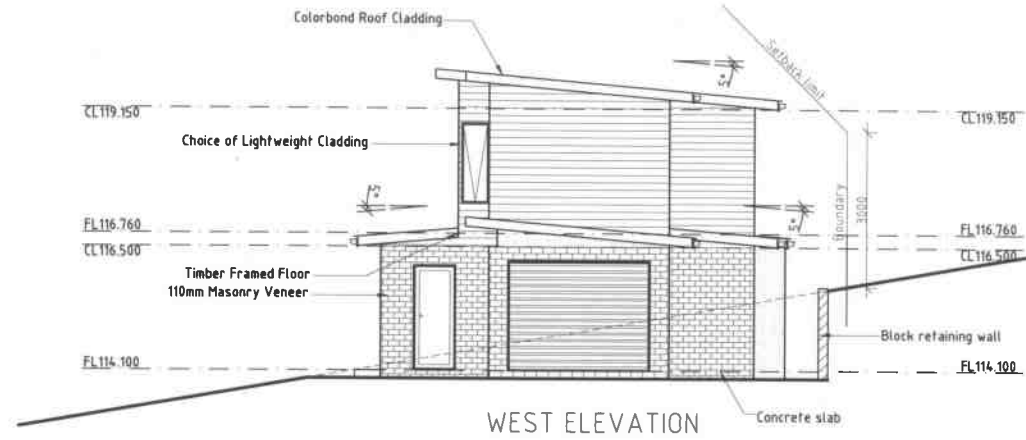 Colorbond Roof Cladding
Setback limit
5°
CL119.150
CL119.150
Choice of Lightweight Cladding
5°
5°
Boundary
3000
FL116.760
FL116.760
CL116.500
CL116.500
Timber Framed Floor
110mm Masonry Veneer
Block retaining wall
FL114.100
FL114.100
WEST ELEVATION
Concrete slab